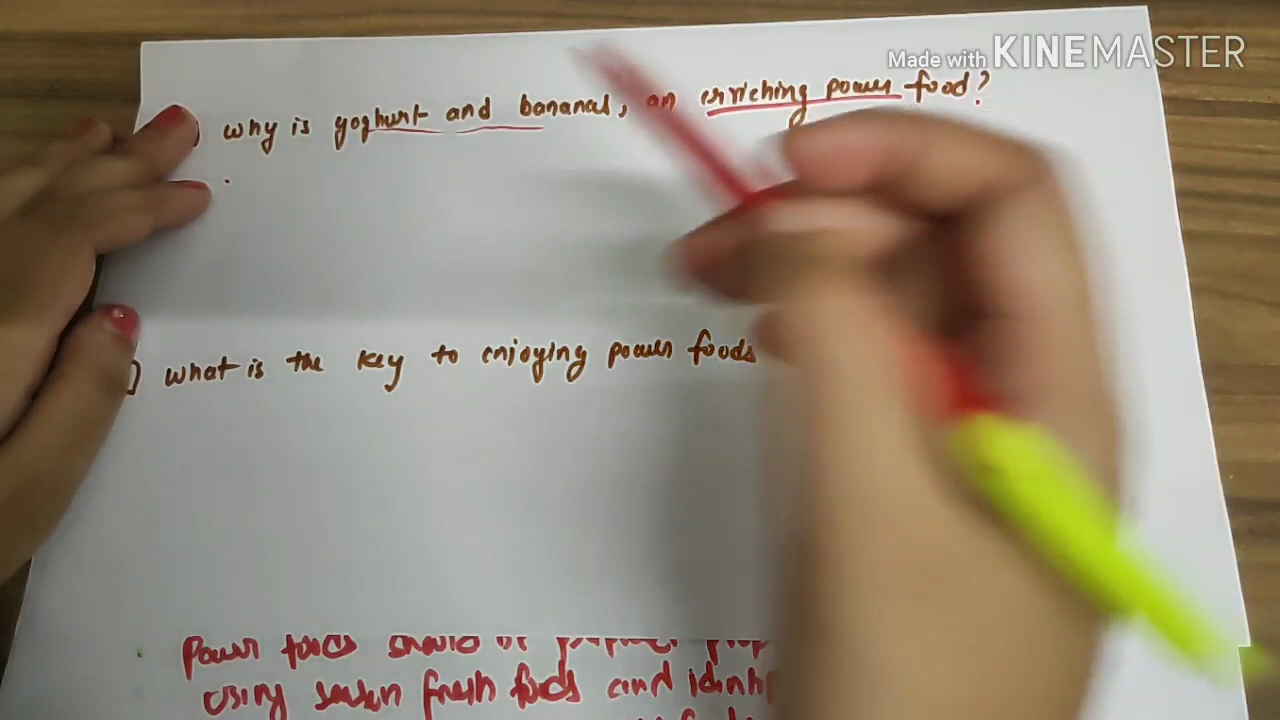 Made with KINEMASTER
) why is yoghurt and bananas, an enriching power food?
) what is the key to enjoying power foods
Power foods should be
using season fresh foods and